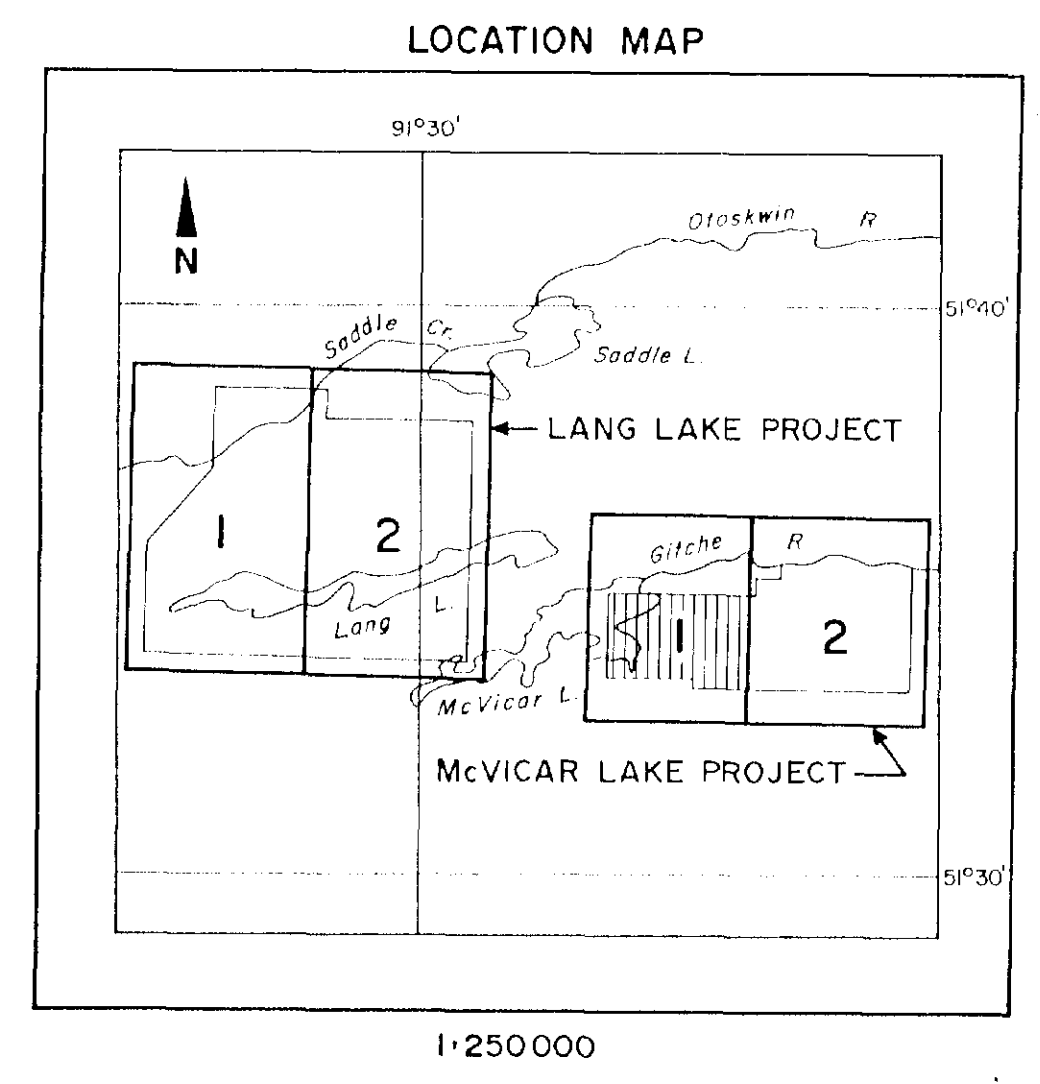 LOCATION MAP
91°30'
N
Otoskwin R
51°40'
Saddle Cr.
Saddle L.
LANG LAKE PROJECT
1
2
Gitche R
Lang L.
1
2
McVicar L.
McVICAR LAKE PROJECT
51°30'
1:250000